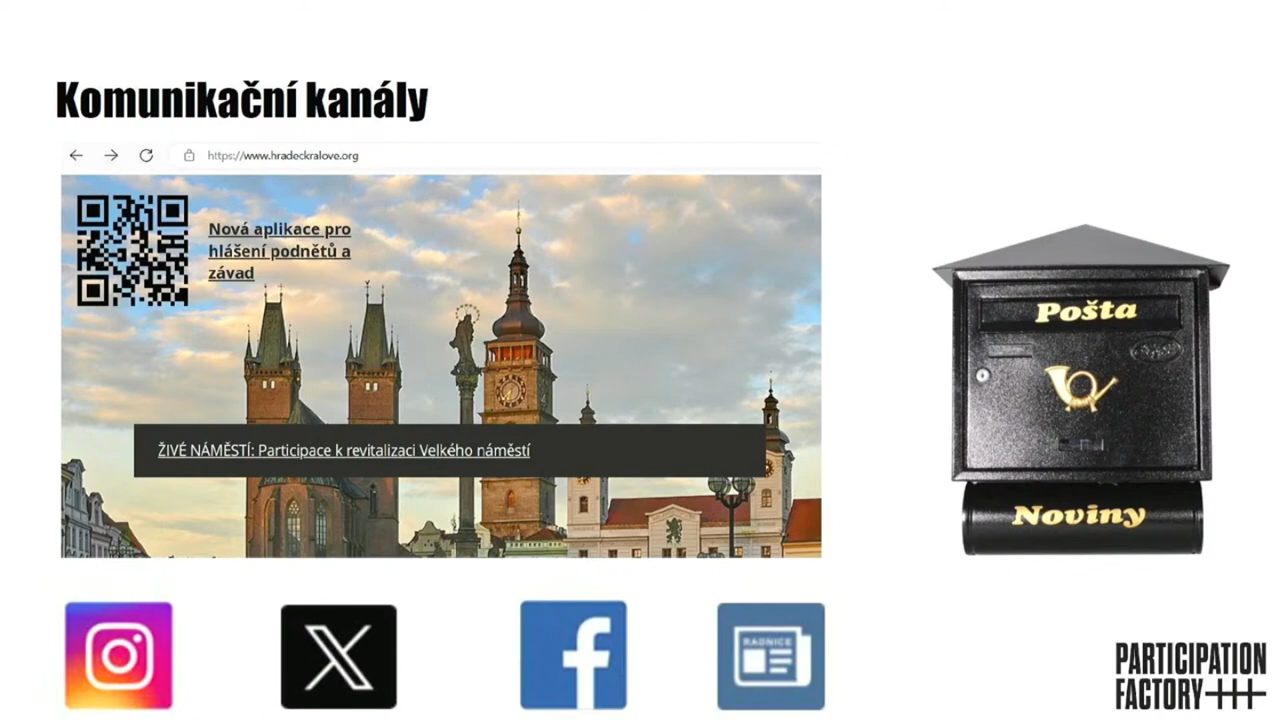 Komunikační kanály
https://www.hradeckralove.org
Nová aplikace pro
hlášení podnětů a
závad
ŽIVÉ NÁMĚSTÍ: Participace k revitalizaci Velkého náměstí
Pošta
Noviny
RADNICE
PARTICIPATION
FACTORY